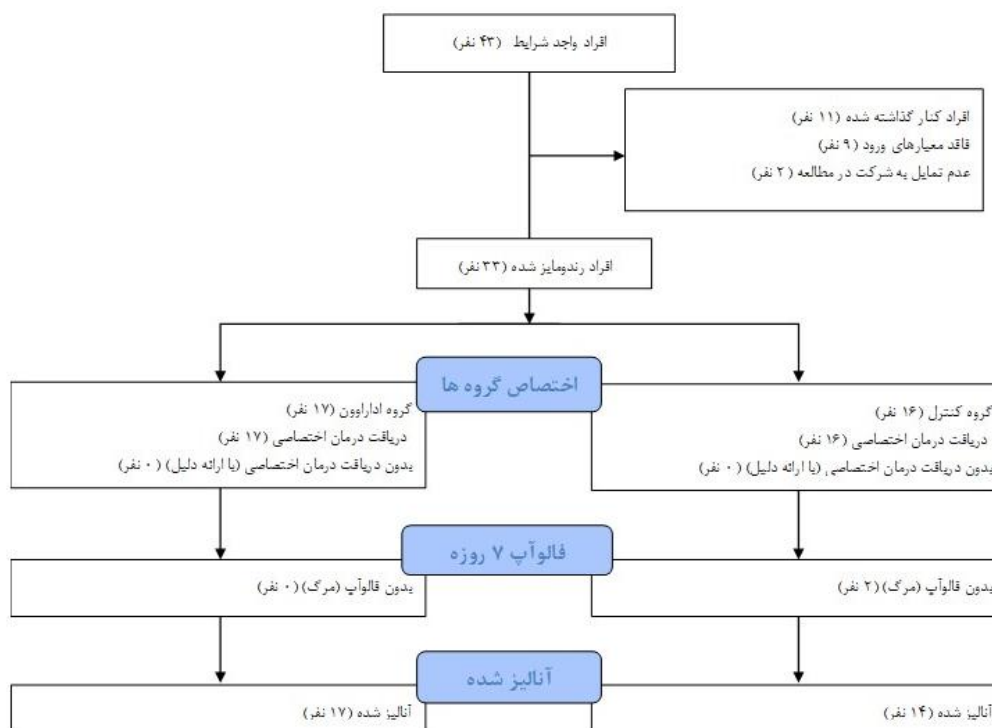 افراد واجد شرایط (۴۳ نفر)
افراد کنار گذاشته شده (۱۱ نفر)
فاقد معیارهای ورود (۹ نفر)
عدم تمایل به شرکت در مطالعه (۲ نفر)
افراد رندومایز شده (۳۳ نفر)
اختصاص گروه ها
گروه کنترل (۱۶ نفر)
دریافت درمان اختصاصی (۱۶ نفر)
بدون دریافت درمان اختصاصی (با ارائه دلیل) (۰ نفر)
گروه اداراوون (۱۷ نفر)
دریافت درمان اختصاصی (۱۷ نفر)
بدون دریافت درمان اختصاصی (با ارائه دلیل) (۰ نفر)
فالوآپ ۷ روزه
بدون فالوآپ (مرگ) (۲ نفر)
بدون فالوآپ (مرگ) (۰ نفر)
آنالیز شده
آنالیز شده (۱۴ نفر)
آنالیز شده (۱۷ نفر)